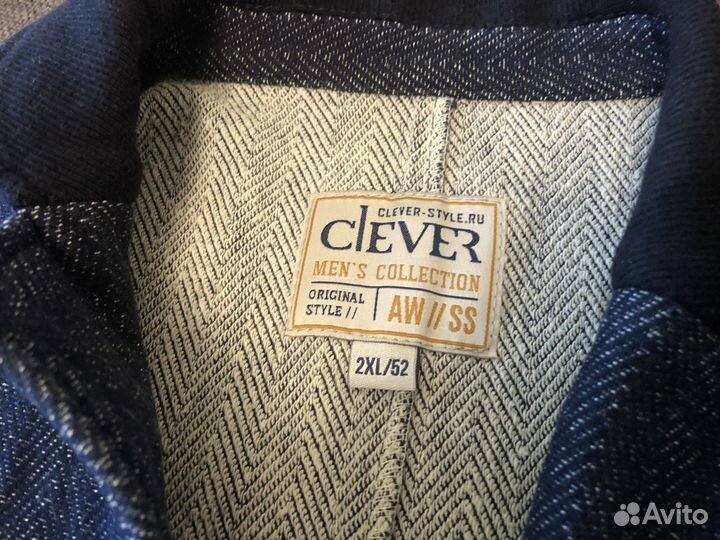 CLEVER-STYLE.RU
ClEVER
MEN'S COLLECTION
ORIGINAL
STYLE //
AW // SS
2XL/52
Avito